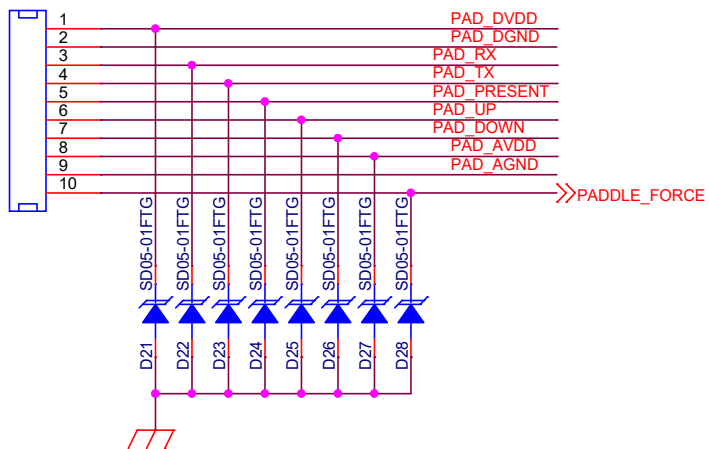 1 PAD_DVDD
2 PAD_DGND
3 PAD_RX
4 PAD_TX
5 PAD_PRESENT
6 PAD_UP
7 PAD_DOWN
8 PAD_AVDD
9 PAD_AGND
10 PADDLE_FORCE
SD05-01FTG
SD05-01FTG
SD05-01FTG
SD05-01FTG
SD05-01FTG
SD05-01FTG
SD05-01FTG
SD05-01FTG
D21
D22
D23
D24
D25
D26
D27
D28